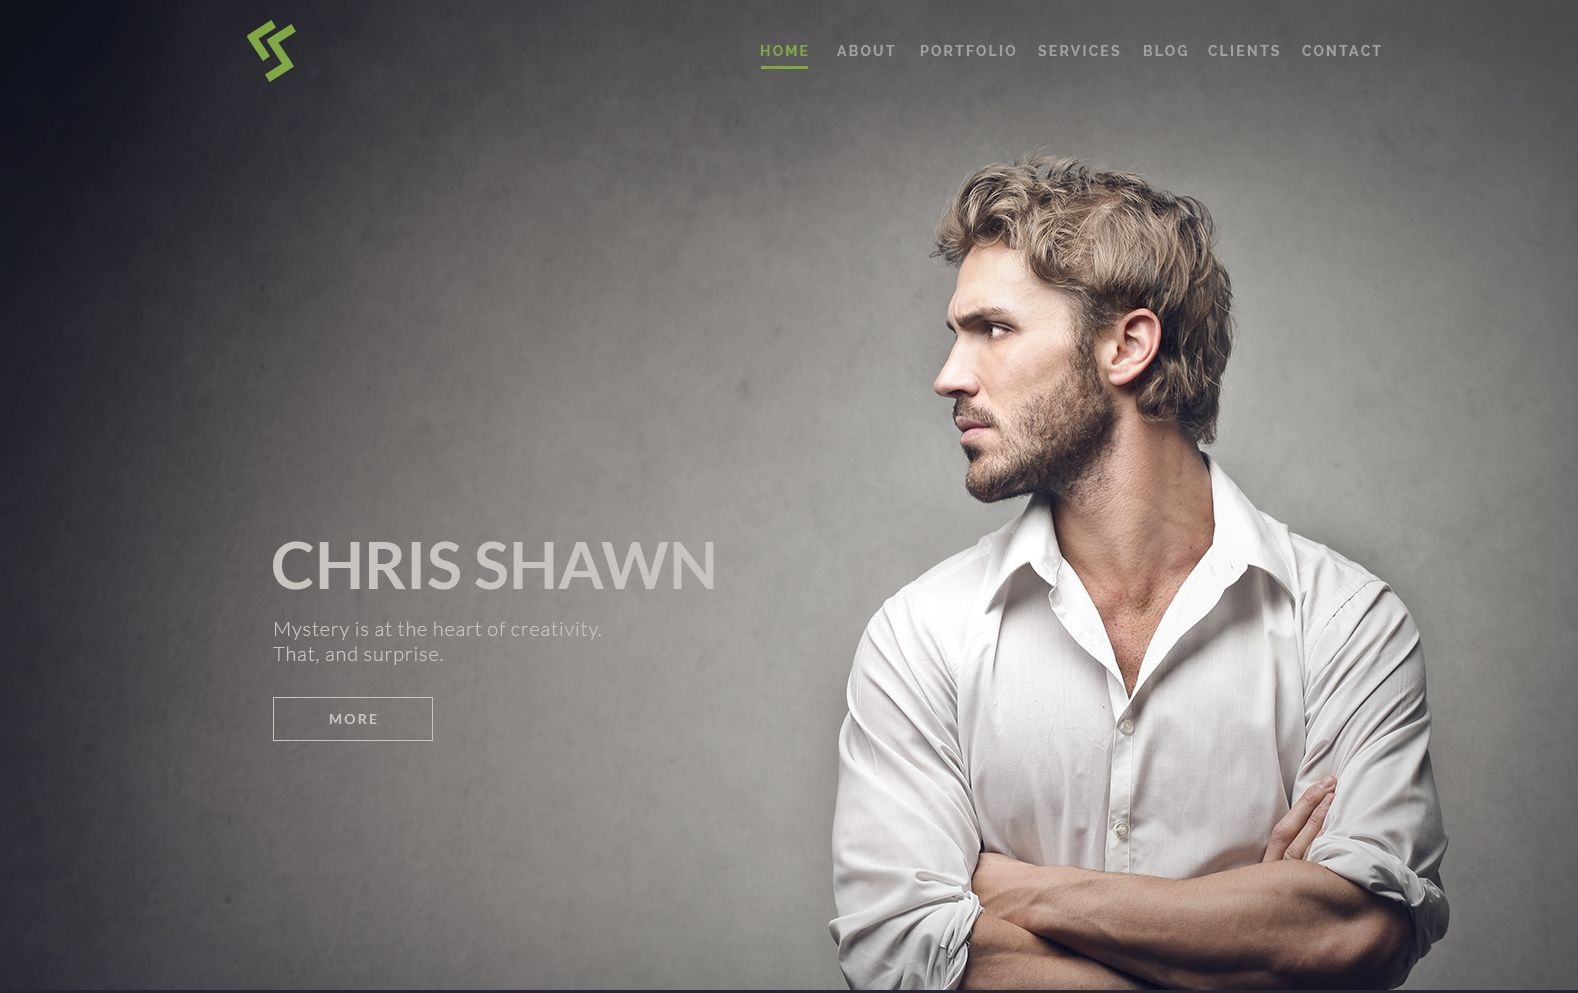 HOME ABOUT PORTFOLIO SERVICES BLOG CLIENTS CONTACT
CHRIS SHAWN
Mystery is at the heart of creativity.
That, and surprise.
MORE